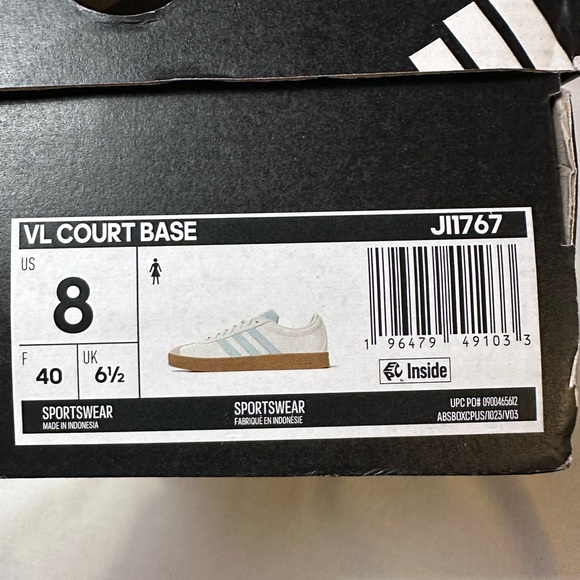 VL COURT BASE JI1767
US
8
F
40
UK
6½
1 96479 49103 3
Inside
SPORTSWEAR
MADE IN INDONESIA
SPORTSWEAR
FABRIQUÉ EN INDONÉSIE
UPC PO# 0900465612
ABSBOXCPUS/1023/V03